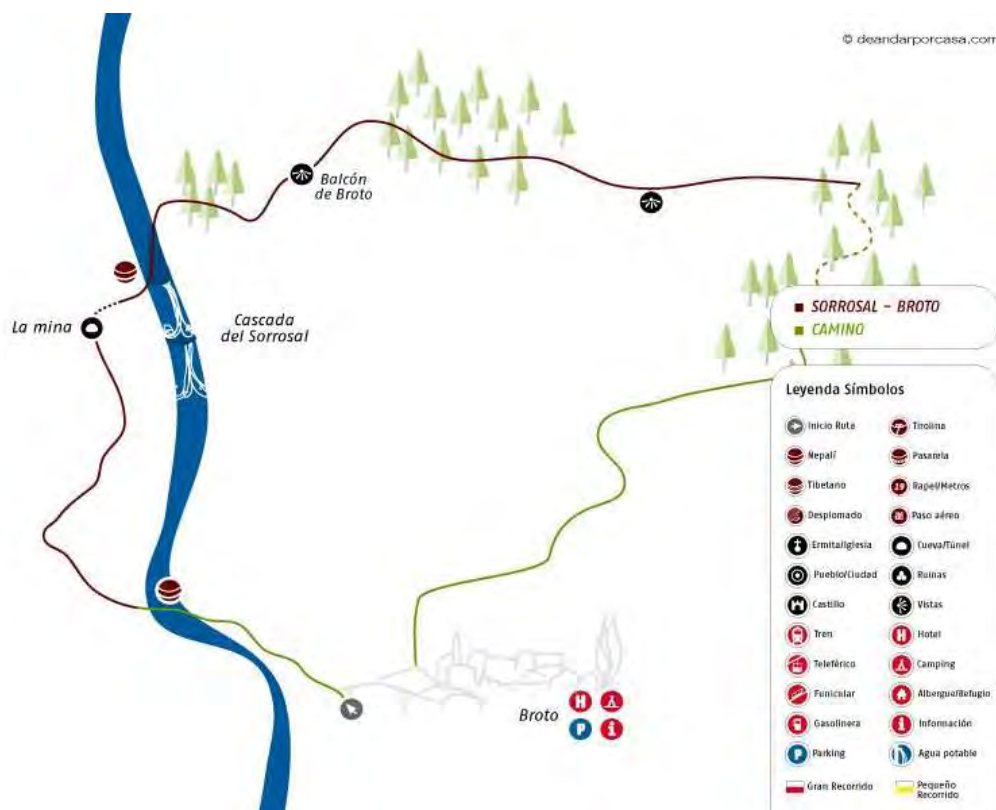 © deandarporcasa.com
Balcón
de Broto
La mina
Cascada
del Sorrosal
SORROSAL - BROTO
CAMINO
Leyenda Símbolos
Inicio Ruta
Tirolina
Nepalí
Pasarela
Tibetano
19
Rapel/Metros
Desplomado
Paso aéreo
Ermita/Iglesia
Cueva/Túnel
Pueblo/Ciudad
Ruinas
Castillo
Vistas
Tren
H
Hotel
Teleférico
Camping
Funicular
Albergue/Refugio
Gasolinera
i
Información
P
Parking
Agua potable
Gran Recorrido
Pequeño
Recorrido
Broto
H
P
i